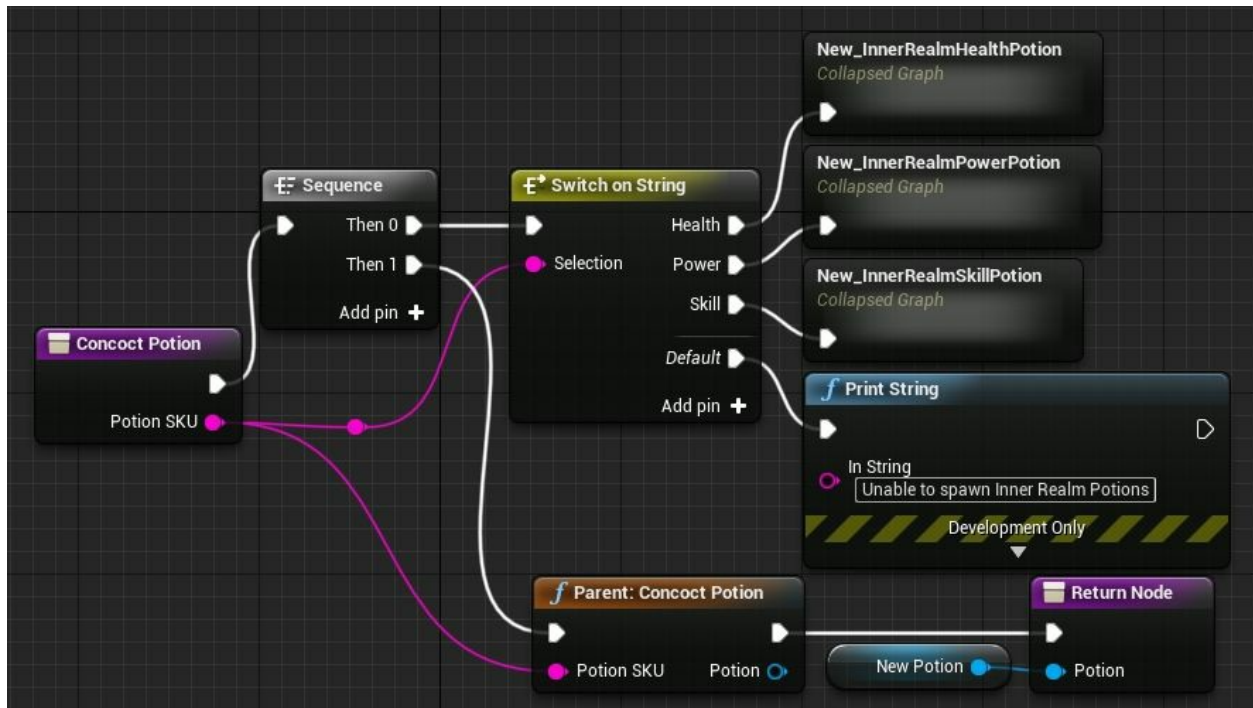 New_InnerRealmHealthPotion
Collapsed Graph
New_InnerRealmPowerPotion
Collapsed Graph
Sequence
Then 0
Then 1
Add pin
Switch on String
Health
Selection
Power
Skill
Default
Add pin
New_InnerRealmSkillPotion
Collapsed Graph
Concoct Potion
Potion SKU
f Print String
In String
Unable to spawn Inner Realm Potions
Development Only
f Parent: Concoct Potion
Potion SKU
Potion
New Potion
Return Node
Potion